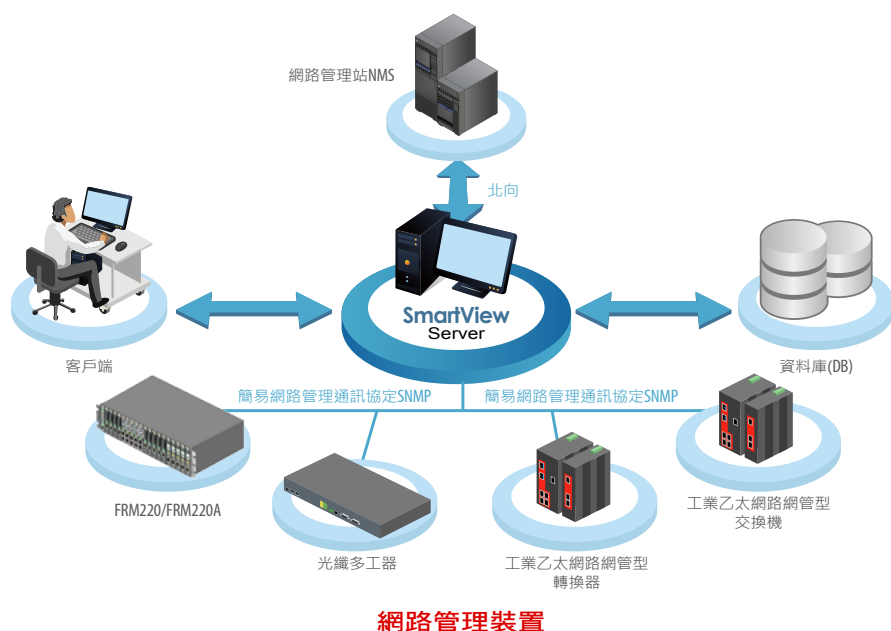 網路管理站NMS
北向
SmartView
Server
客戶端
資料庫(DB)
簡易網路管理通訊協定SNMP
簡易網路管理通訊協定SNMP
FRM220/FRM220A
光纖多工器
工業乙太網路網管型
轉換器
工業乙太網路網管型
交換機
網路管理裝置